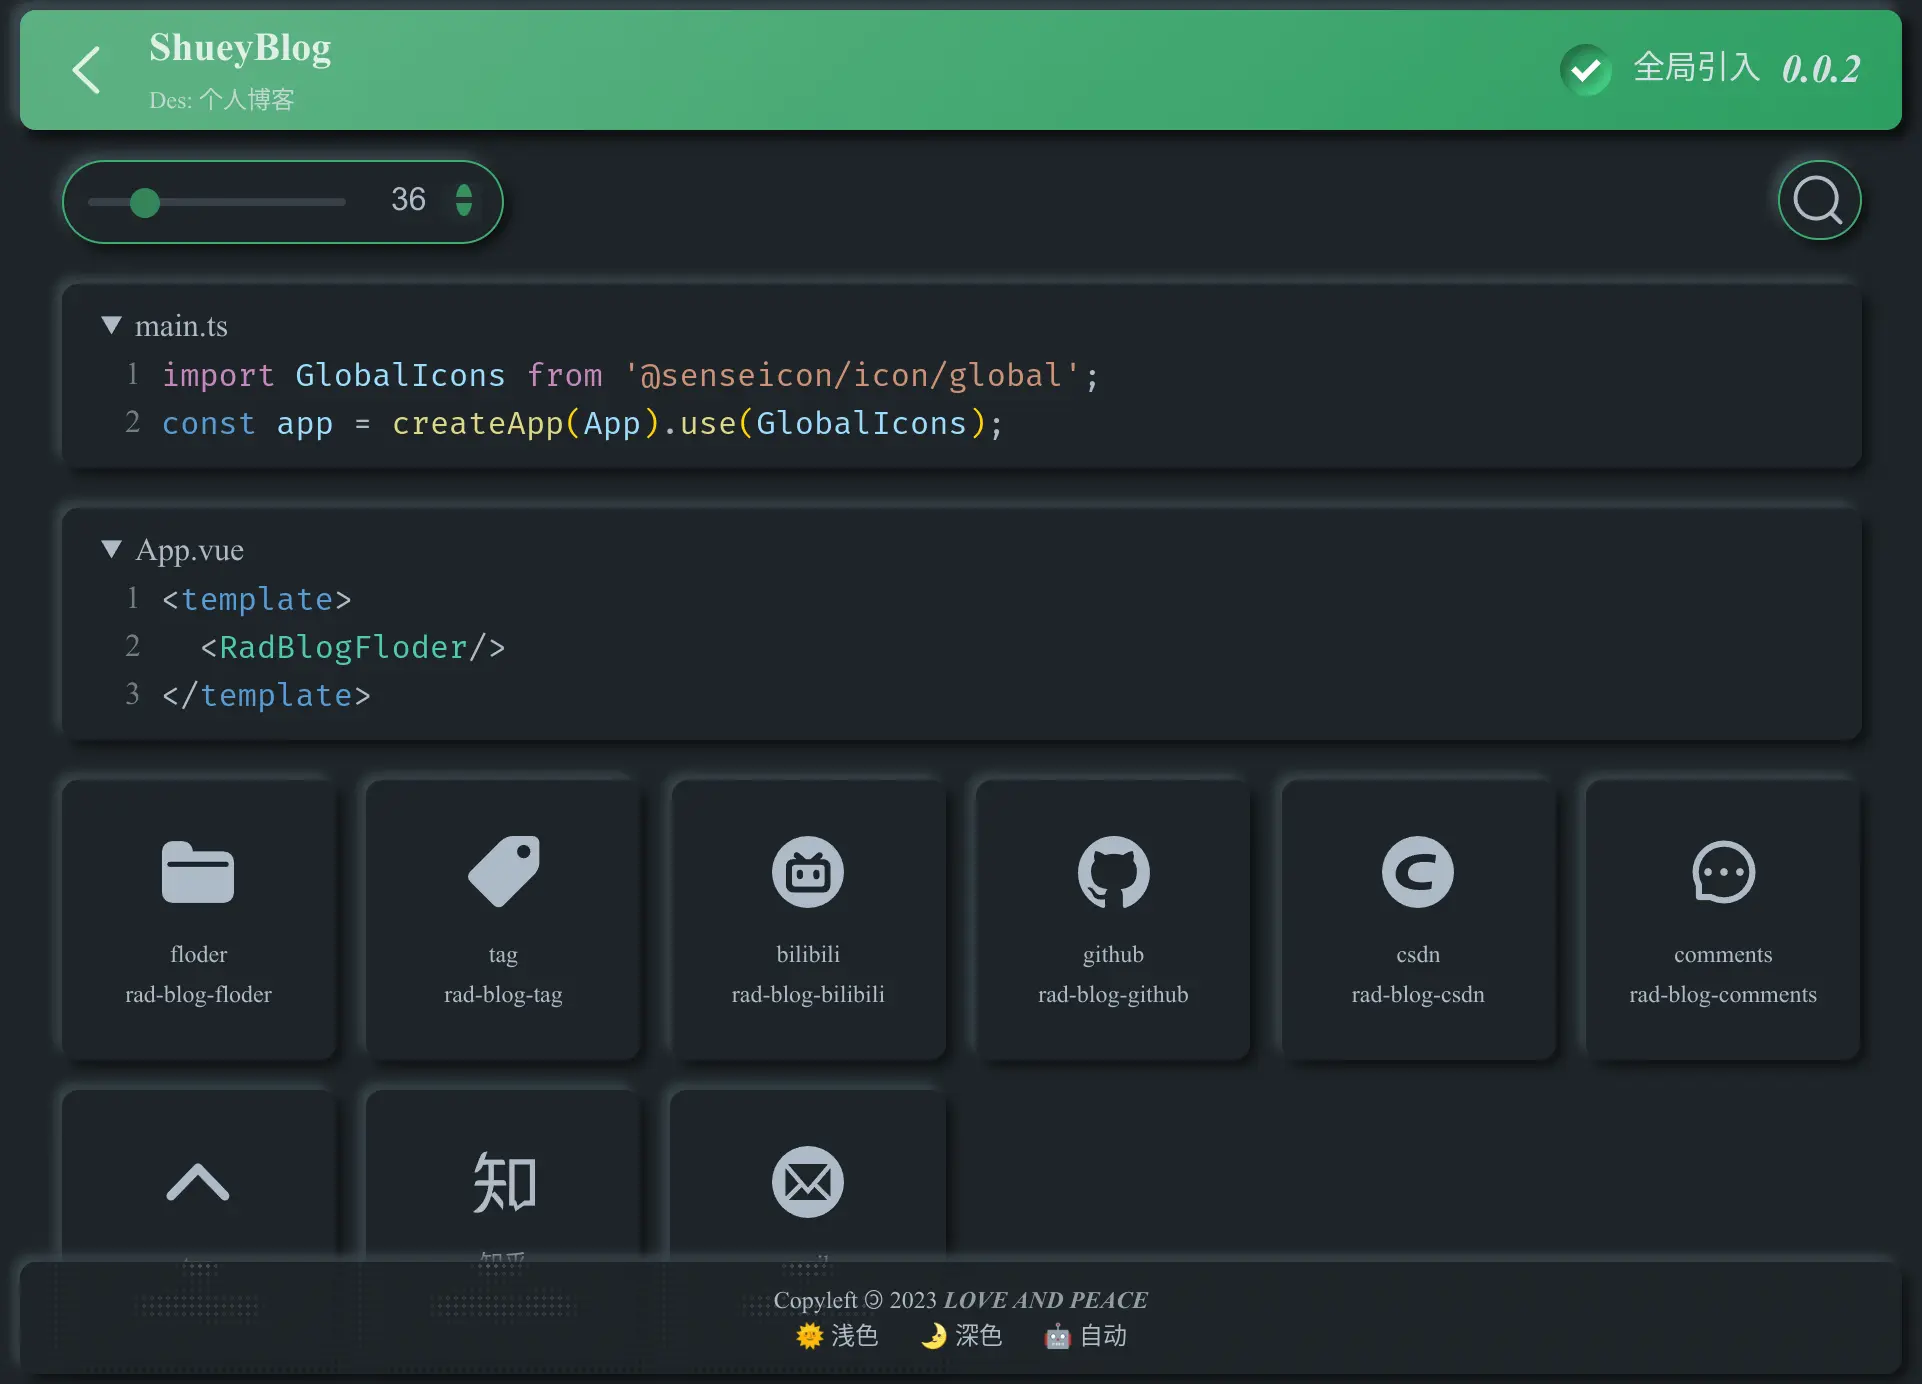 ShueyBlog
Des: 个人博客
全局引入 0.0.2
36
▼ main.ts
1 import GlobalIcons from '@senseicon/icon/global';
2 const app = createApp(App).use(GlobalIcons);
▼ App.vue
1 <template>
2   <RadBlogFloder/>
3 </template>
floder
rad-blog-floder
tag
rad-blog-tag
bilibili
rad-blog-bilibili
github
rad-blog-github
csdn
rad-blog-csdn
comments
rad-blog-comments
知
知乎
Copyleft 🄯 2023 LOVE AND PEACE
🌞 浅色 🌛 深色 🤖 自动